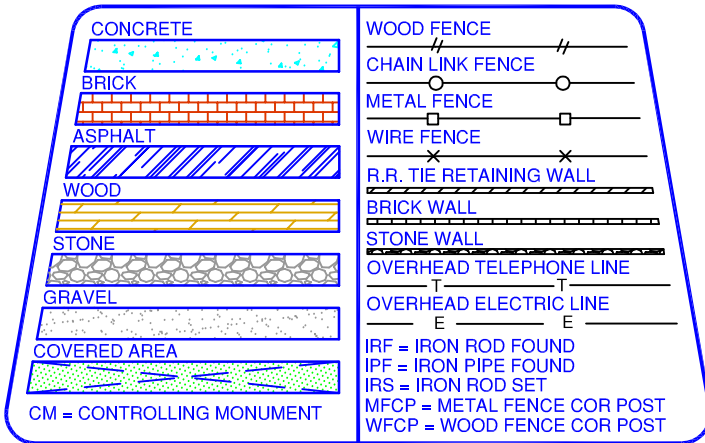 CONCRETE
BRICK
ASPHALT
WOOD
STONE
GRAVEL
COVERED AREA
CM = CONTROLLING MONUMENT
WOOD FENCE
CHAIN LINK FENCE
METAL FENCE
WIRE FENCE
R.R. TIE RETAINING WALL
BRICK WALL
STONE WALL
OVERHEAD TELEPHONE LINE
T T
OVERHEAD ELECTRIC LINE
E E
IRF = IRON ROD FOUND
IPF = IRON PIPE FOUND
IRS = IRON ROD SET
MFCP = METAL FENCE COR POST
WFCP = WOOD FENCE COR POST